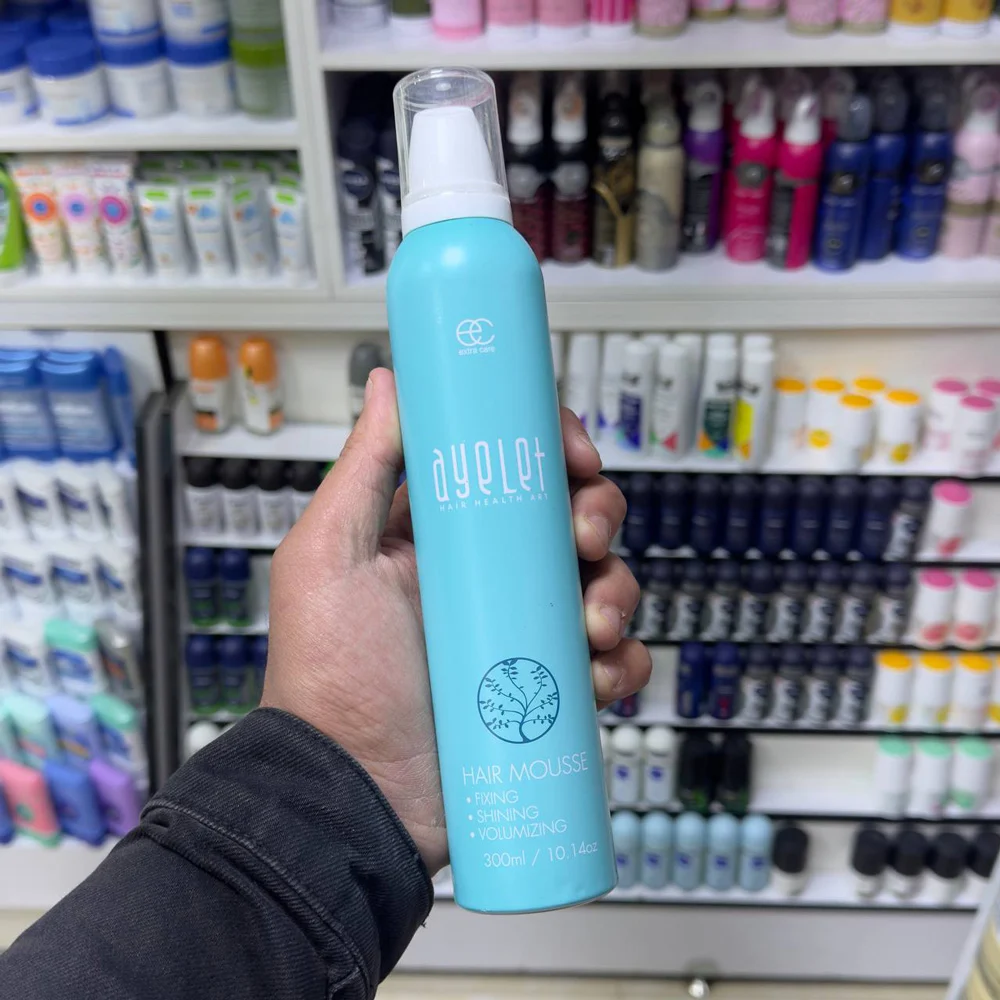 ec
extra care
ayelet
HAIR HEALTH ART
HAIR MOUSSE
• FIXING
• SHINING
• VOLUMIZING
300ml / 10.14oz